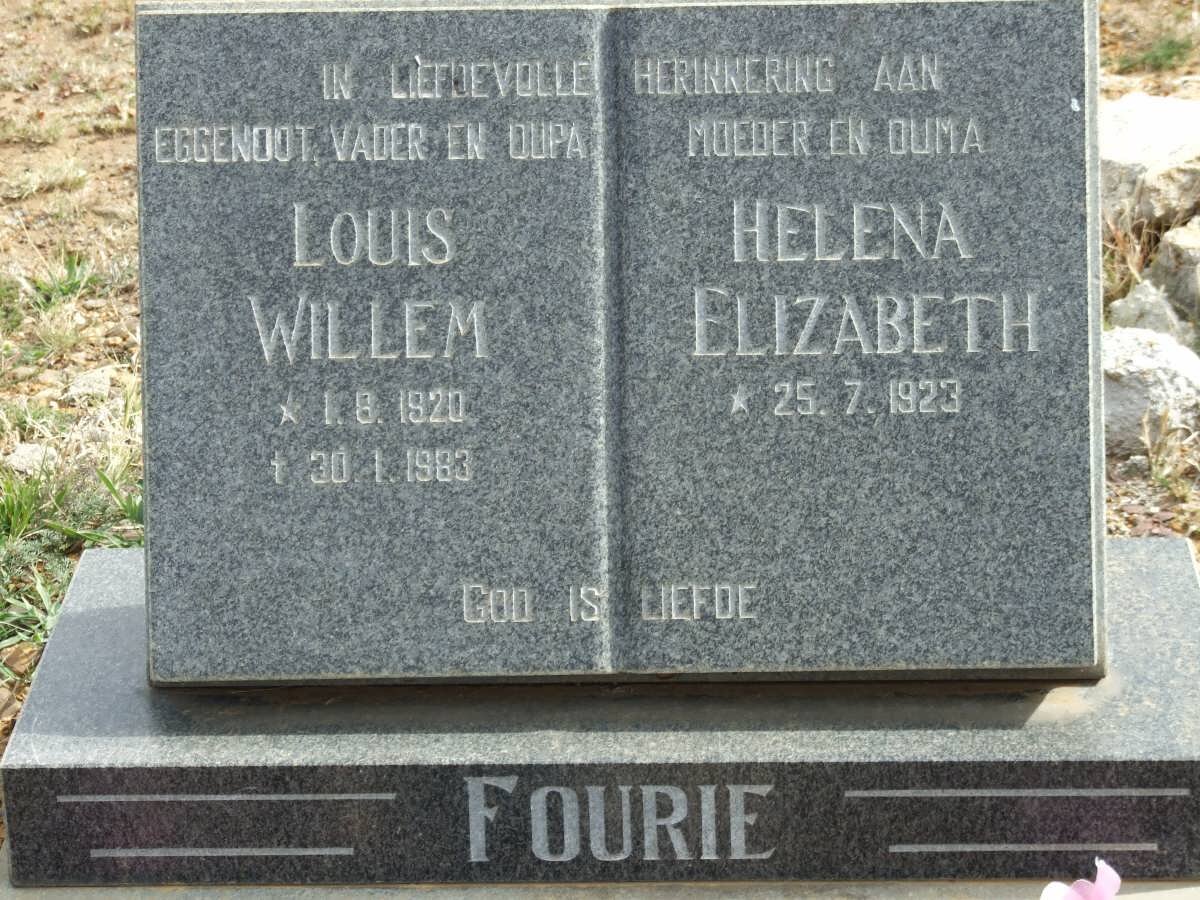 IN LIEFDEVOLLE HERINNERING AAN
EGGENOOT, VADER EN OUPA
LOUIS
WILLEM
* 1. 8. 1920
† 30. 1. 1983
MOEDER EN OUMA
HELENA
ELIZABETH
* 25. 7. 1923
GOD IS LIEFDE
FOURIE